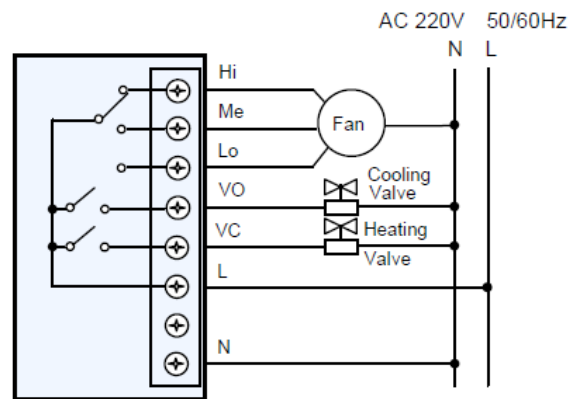 AC 220V 50/60Hz
N L
Hi
Me
Fan
Lo
VO
Cooling
Valve
VC
Heating
Valve
L
N